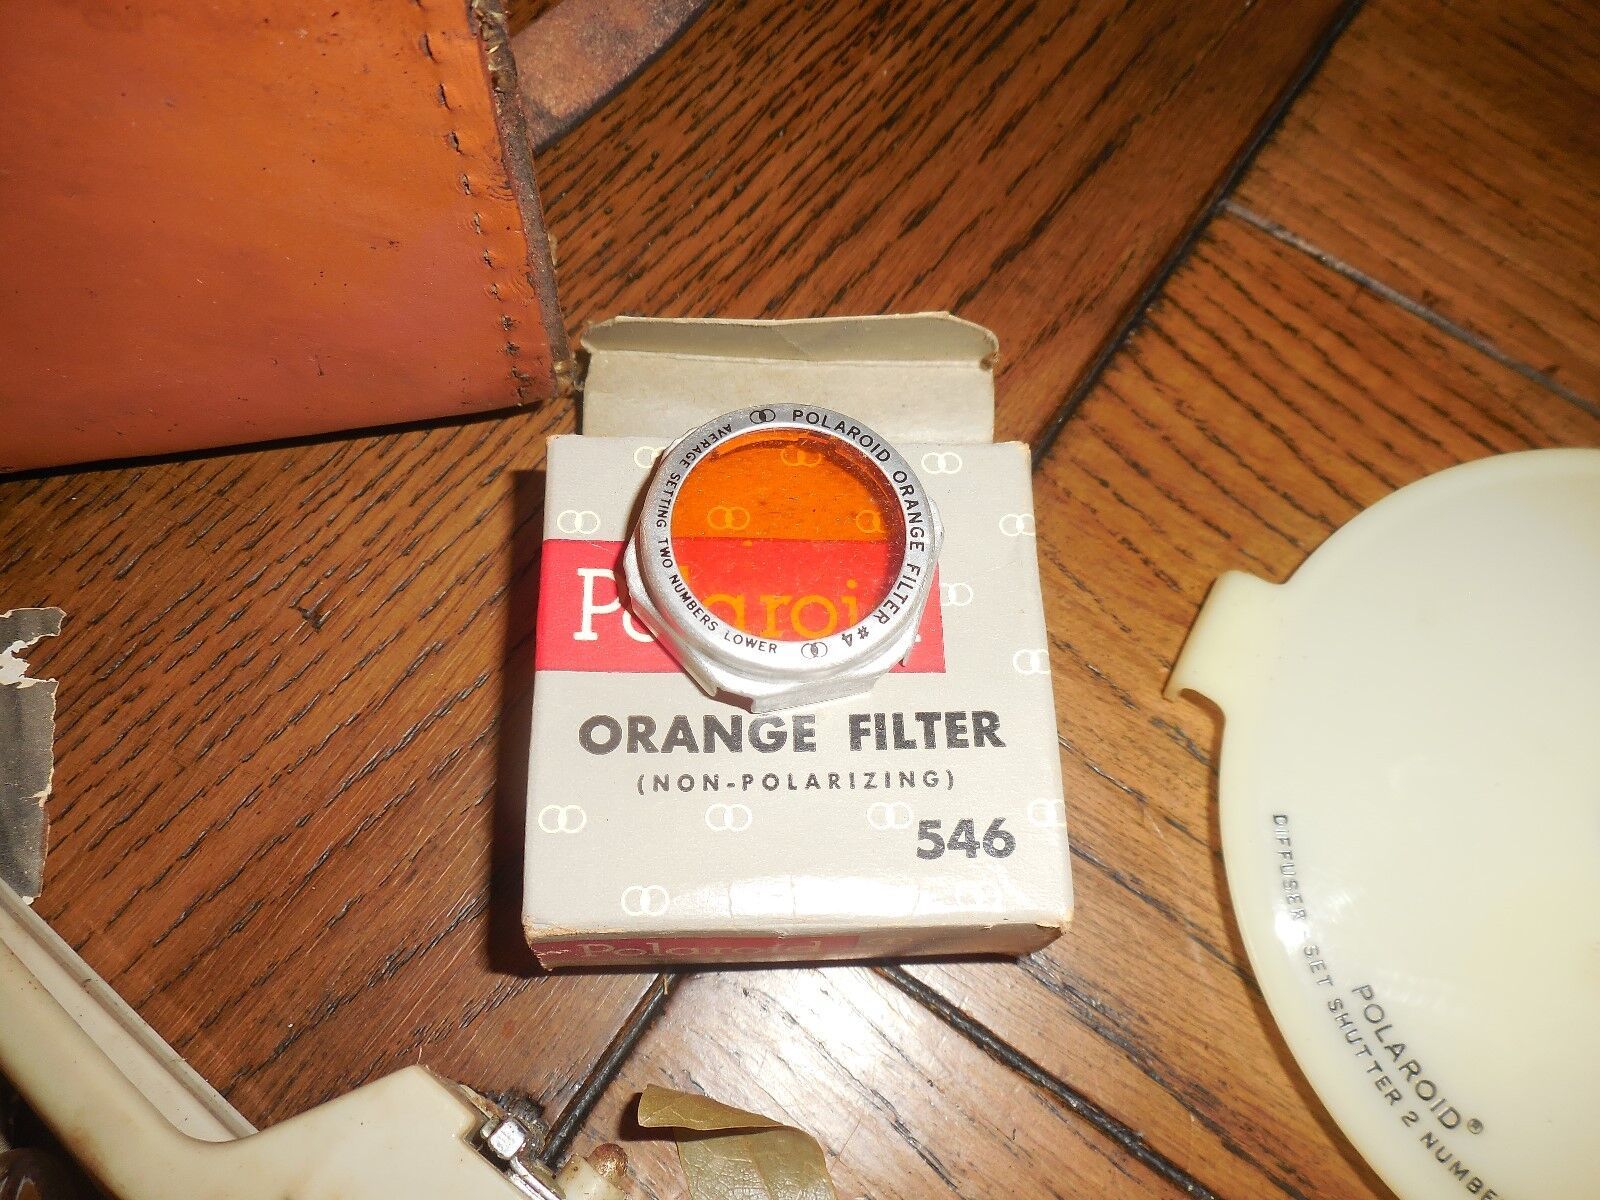 POLAROID ORANGE FILTER #4
AVERAGE SETTING TWO NUMBERS LOWER
Polaroid
ORANGE FILTER
(NON-POLARIZING)
546
Polaroid
POLAROID®
DIFFUSER-SET SHUTTER 2